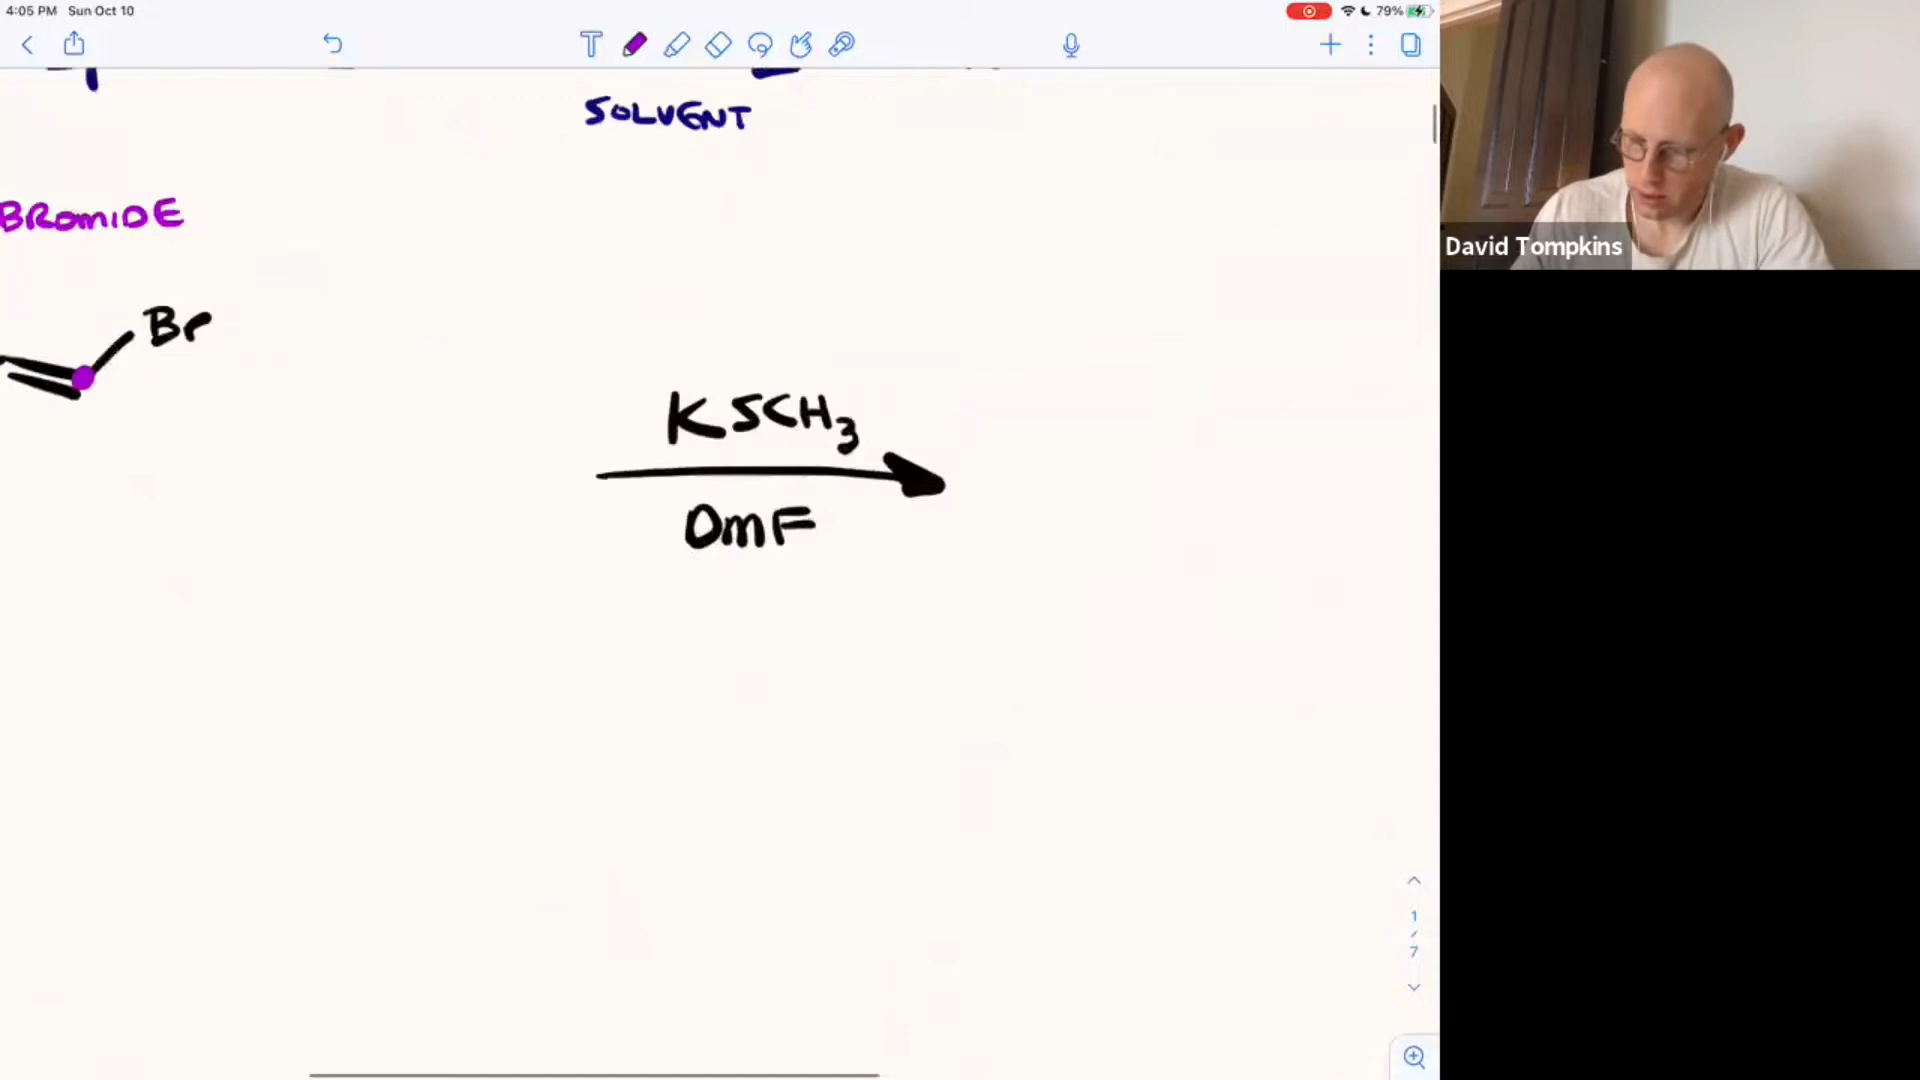 4:05 PM Sun Oct 10
79%
SOLVENT
BROMIDE
Br
KSCH3
DMF
David Tompkins
1
/
7